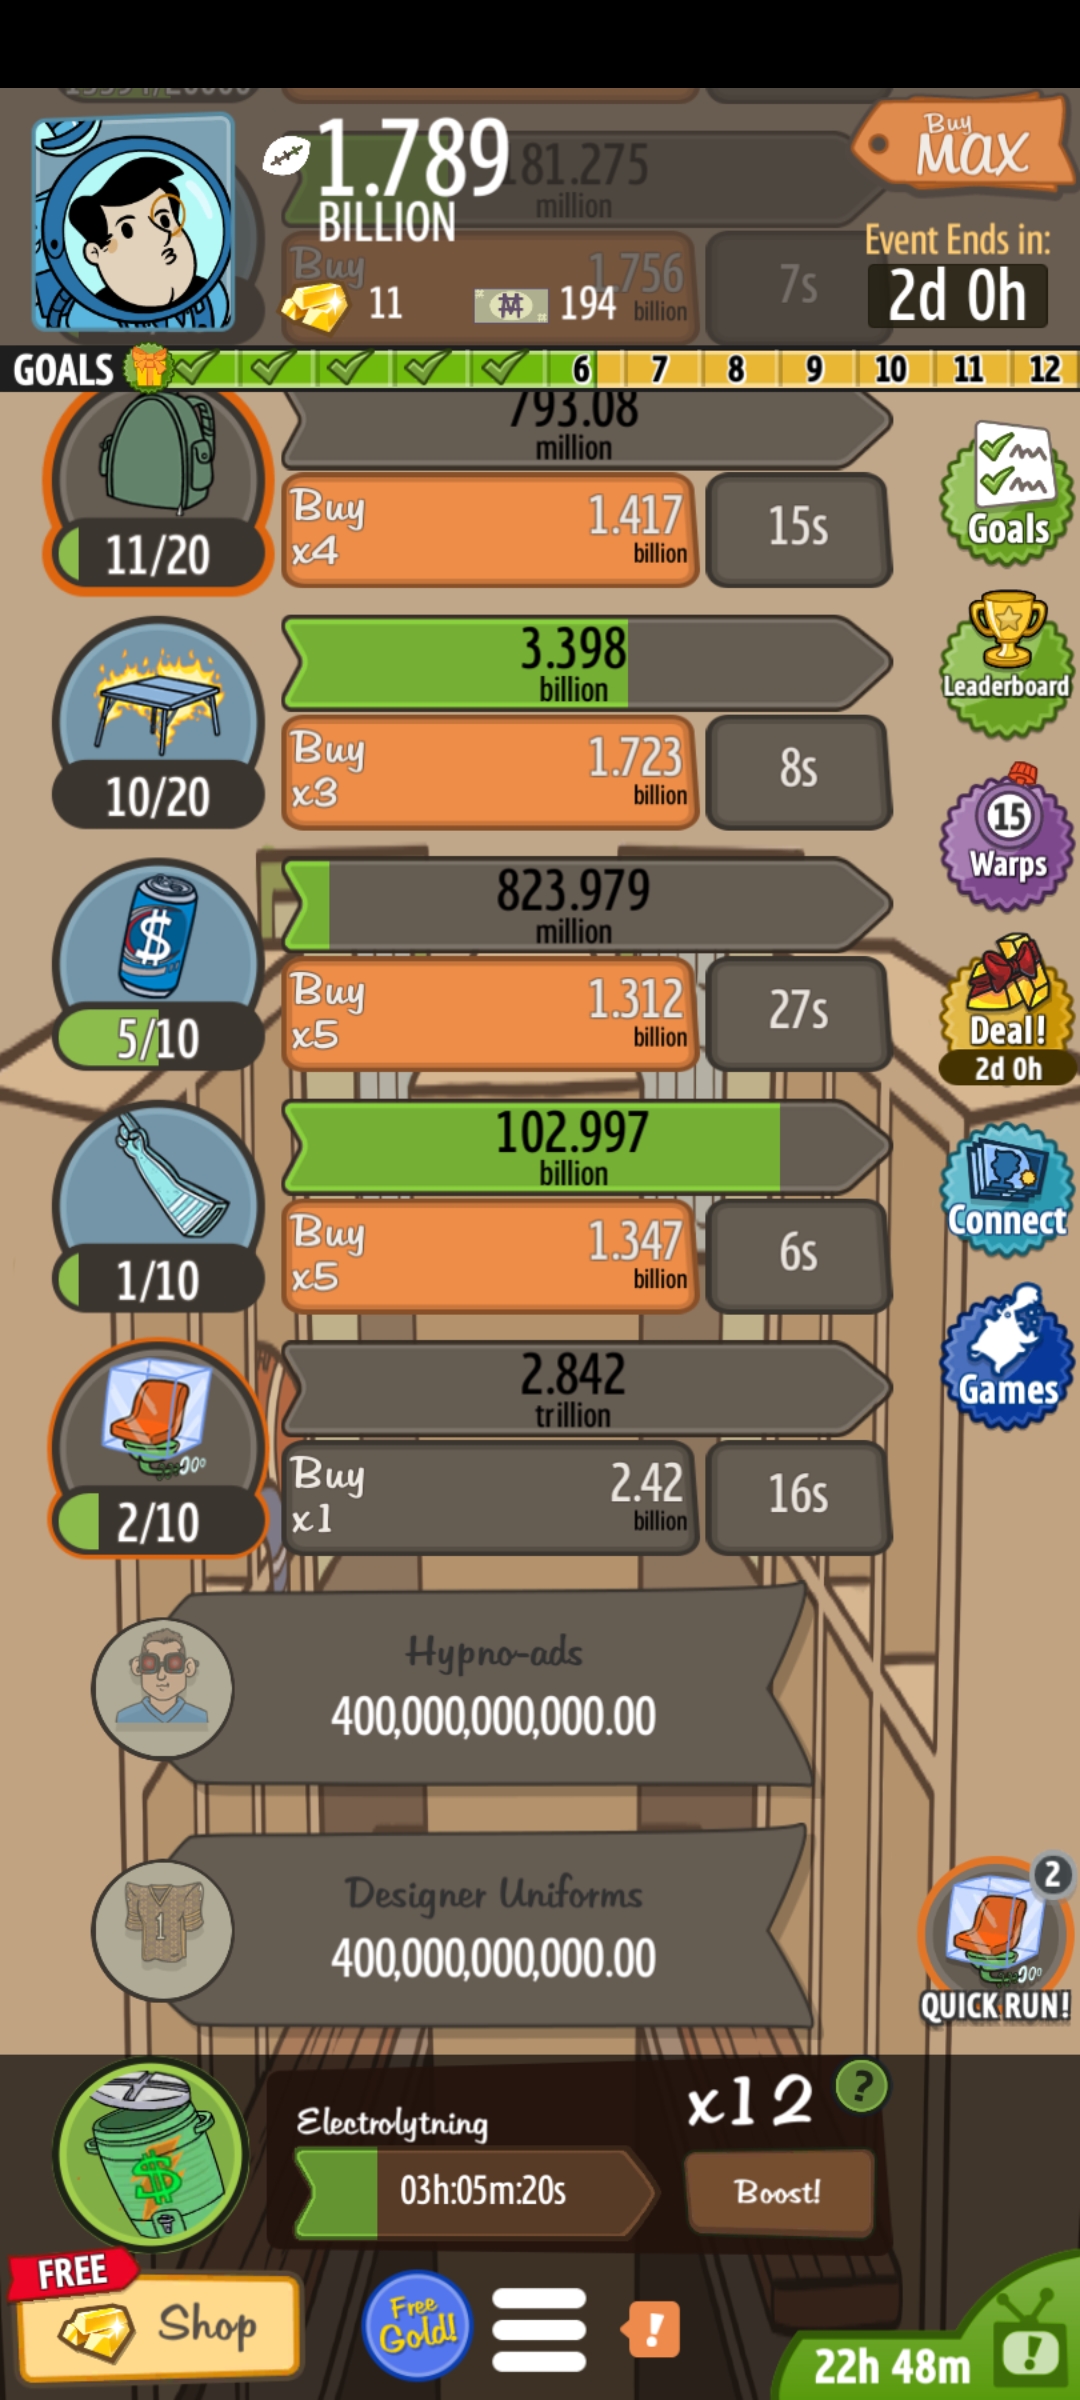 1.789
BILLION
81.275
million
Buy
1.756
billion
7s
11
194
Buy
MAX
Event Ends in:
2d 0h
GOALS
6 7 8 9 10 11 12
793.08
million
11/20
Buy
x4
1.417
billion
15s
Goals
3.398
billion
10/20
Buy
x3
1.723
billion
8s
Leaderboard
823.979
million
5/10
Buy
x5
1.312
billion
27s
15
Warps
Deal!
2d 0h
102.997
billion
1/10
Buy
x5
1.347
billion
6s
Connect
2.842
trillion
2/10
Buy
x1
2.42
billion
16s
Games
Hypno-ads
400,000,000,000.00
Designer Uniforms
400,000,000,000.00
1
2
QUICK RUN!
Electrolytning
03h:05m:20s
x12
?
Boost!
FREE
Shop
Free
Gold!
!
22h 48m
!